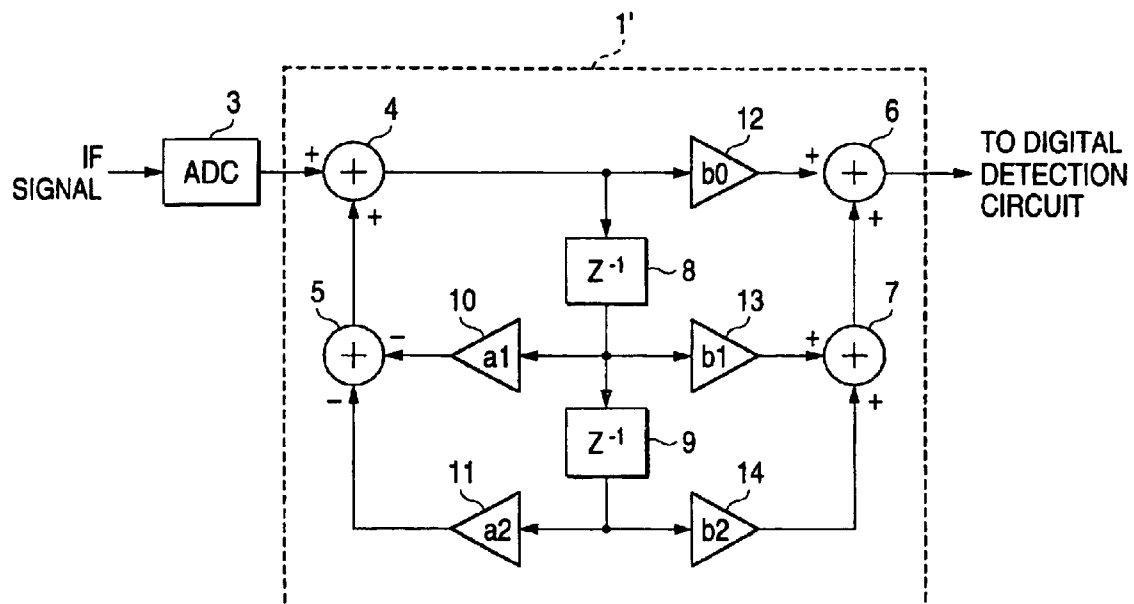 1'
3
4
12
6
IF
SIGNAL
ADC
+
+
b0
+
+
TO DIGITAL
DETECTION
CIRCUIT
+
+
Z⁻¹
8
5
10
13
7
-
+
a1
b1
+
+
-
+
Z⁻¹
9
11
14
a2
b2